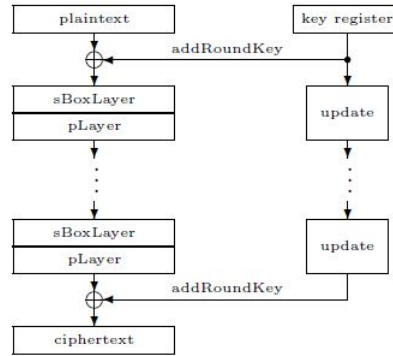 plaintext
key register
addRoundKey
sBoxLayer
pLayer
update
sBoxLayer
pLayer
update
addRoundKey
ciphertext